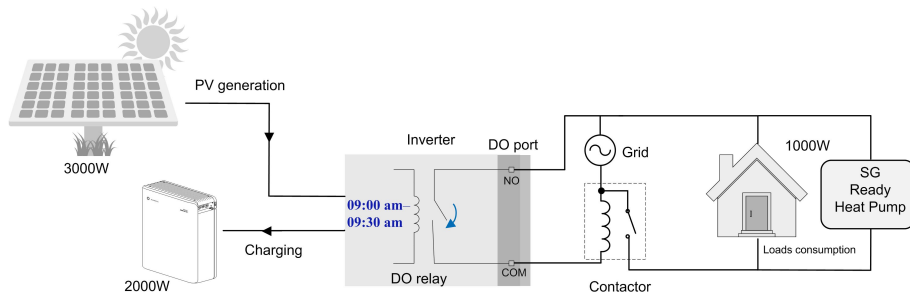 PV generation
3000W
Inverter
DO port
NO
Grid
1000W
SG
Ready
Heat Pump
09:00 am
09:30 am
Charging
Loads consumption
2000W
DO relay
COM
Contactor